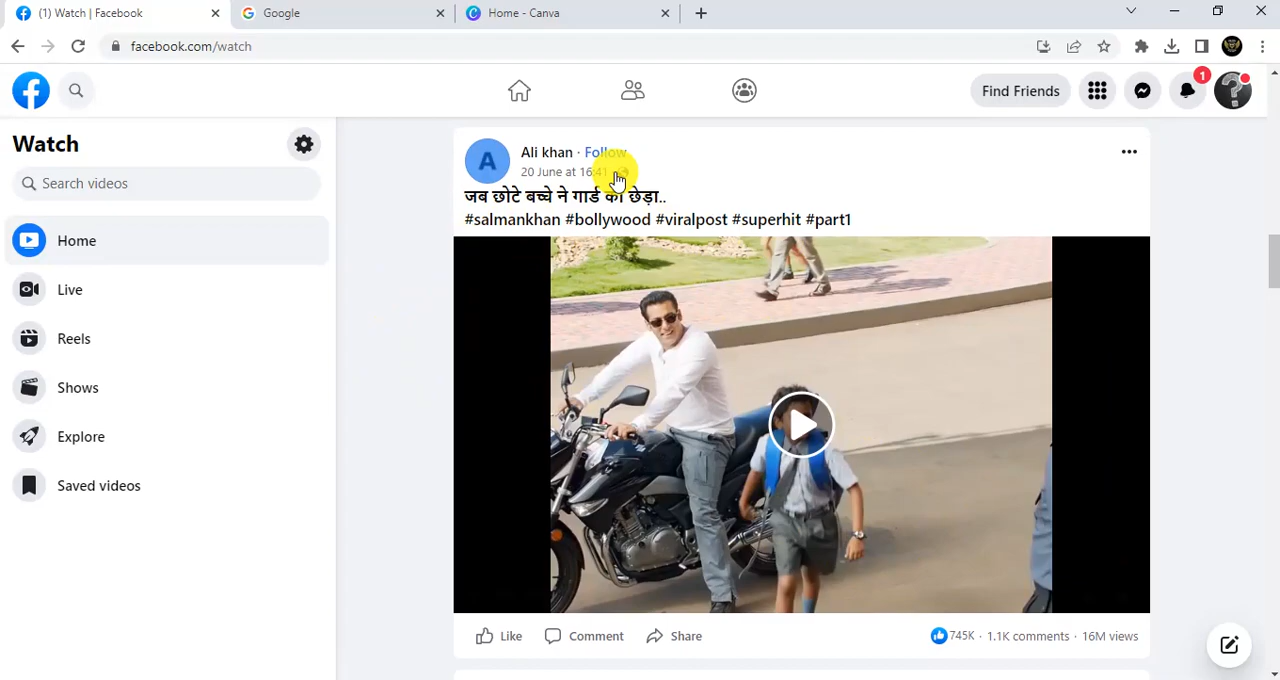 (1) Watch | Facebook
Google
Home - Canva
facebook.com/watch
Find Friends
1
Watch
Search videos
Home
Live
Reels
Shows
Explore
Saved videos
A
Ali khan · Follow
20 June at 16:41
जब छोटे बच्चे ने गार्ड को छेड़ा..
#salmankhan #bollywood #viralpost #superhit #part1
Like
Comment
Share
745K · 1.1K comments · 16M views